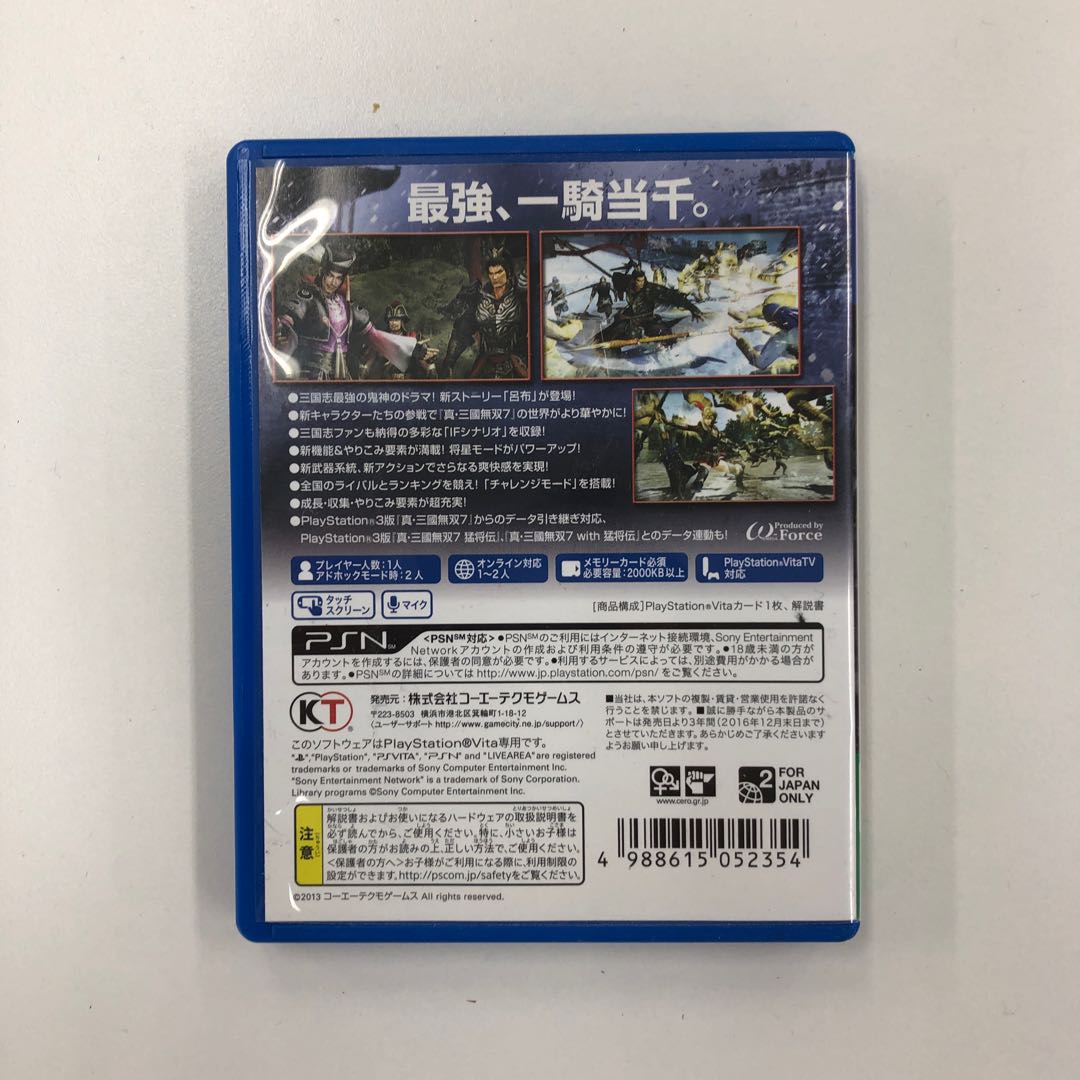 最強、一騎当千。
●三国志最強の鬼神のドラマ! 新ストーリー「呂布」が登場!
●新キャラクターたちの参戦で『真・三國無双7』の世界がより華やかに!
●三国志ファンも納得の多彩な「IFシナリオ」を収録!
●新機能&やりこみ要素が満載! 将星モードがパワーアップ!
●新武器系統、新アクションでさらなる爽快感を実現!
●全国のライバルとランキングを競え! 「チャレンジモード」を搭載!
●成長・収集・やりこみ要素が超充実!
●PlayStation®3版『真・三國無双7』からのデータ引き継ぎ対応、
PlayStation®3版『真・三國無双7 猛将伝』、『真・三國無双7 with 猛将伝』とのデータ連動も!
Produced by
ω-Force
プレイヤー人数:1人
アドホックモード時:2人
オンライン対応
1~2人
メモリーカード必須
必要容量:2000KB以上
PlayStation®VitaTV
対応
タッチ
スクリーン
マイク
[商品構成]PlayStation®Vitaカード1枚、解説書
PSN℠
<PSN℠対応> ●PSN℠のご利用にはインターネット接続環境、Sony Entertainment
Network アカウントの作成および利用条件の遵守が必要です。●18歳未満の方が
アカウントを作成するには、保護者の同意が必要です。●利用するサービスによっては、別途費用がかかる場合が
あります。●PSN℠の詳細については http://www.jp.playstation.com/psn/ をご覧ください。
KT
発売元:株式会社コーエーテクモゲームス
〒223-8503 横浜市港北区箕輪町1-18-12
〈ユーザーサポート http://www.gamecity.ne.jp/support/〉
■当社は、本ソフトの複製・賃貸・営業使用を許諾なく
行うことを禁じます。■誠に勝手ながら本製品のサ
ポートは発売日より3年間(2016年12月末日まで)
とさせていただきます。あらかじめご了承くださいます
ようお願い申し上げます。
このソフトウェアはPlayStation®Vita専用です。
"PS","PlayStation", "PSVITA", "PSN" and "LIVEAREA" are registered
trademarks or trademarks of Sony Computer Entertainment Inc.
"Sony Entertainment Network" is a trademark of Sony Corporation.
Library programs ©Sony Computer Entertainment Inc.
www.cero.gr.jp
2
FOR
JAPAN
ONLY
注意
解説書およびお使いになるハードウェアの取扱説明書を
必ず読んでから、ご使用ください。特に、小さいお子様は
保護者の方がお読みの上、正しい方法で、ご使用ください。
<保護者の方へ>お子様がご利用になる際に、利用制限の
設定ができます。http://pscom.jp/safetyをご覧ください。
4 988615 052354
©2013 コーエーテクモゲームス All rights reserved.